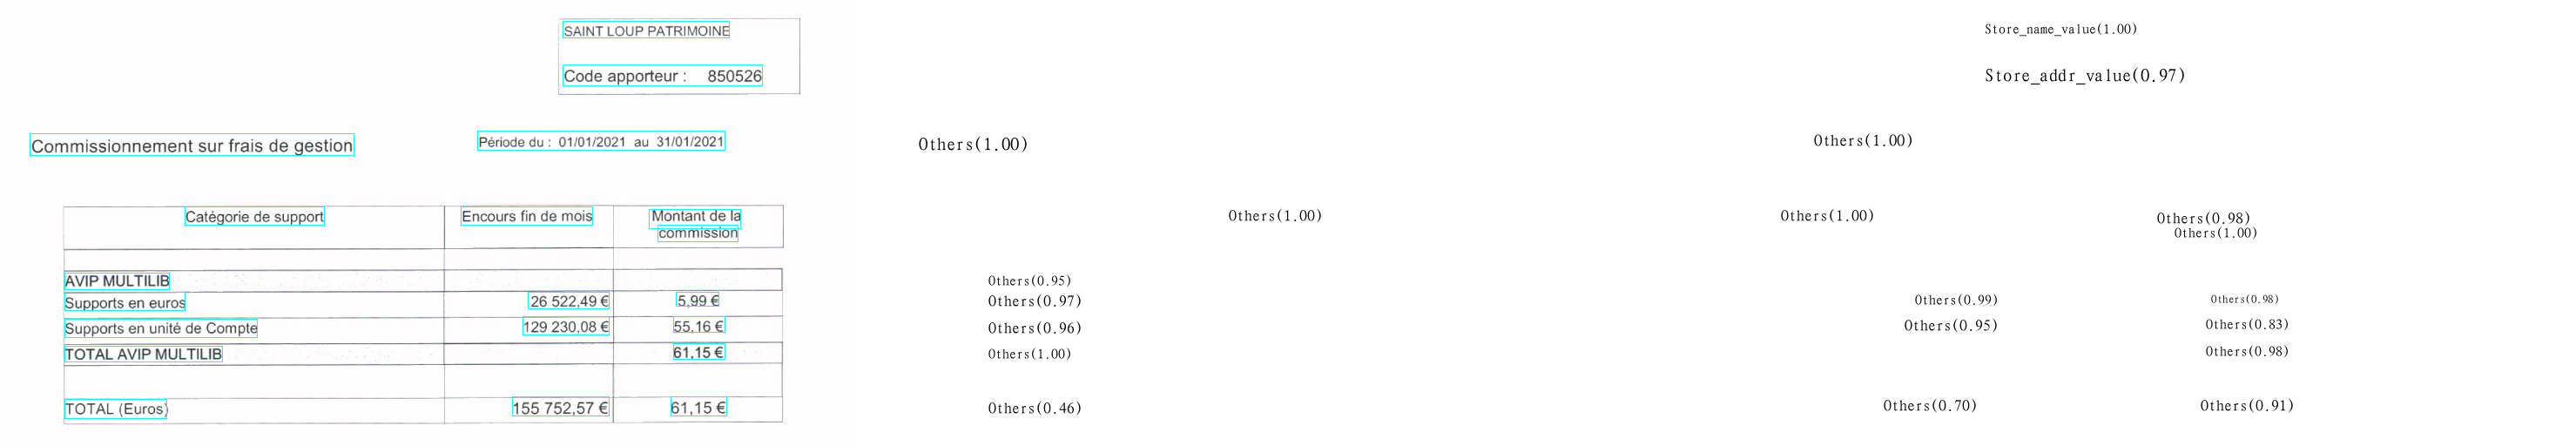 SAINT LOUP PATRIMOINE
Store_name_value(1.00)
Code apporteur : 850526
Store_addr_value(0.97)
Commissionnement sur frais de gestion
Période du : 01/01/2021 au 31/01/2021
Others(1.00)
Others(1.00)
Catégorie de support
Encours fin de mois
Montant de la
commission
Others(1.00)
Others(1.00)
Others(0.98)
Others(1.00)
AVIP MULTILIB
Others(0.95)
Supports en euros 26 522,49 € 5,99 €
Others(0.97) Others(0.99) Others(0.98)
Supports en unité de Compte 129 230,08 € 55,16 €
Others(0.96) Others(0.95) Others(0.83)
TOTAL AVIP MULTILIB 61,15 €
Others(1.00) Others(0.98)
TOTAL (Euros) 155 752,57 € 61,15 €
Others(0.46) Others(0.70) Others(0.91)